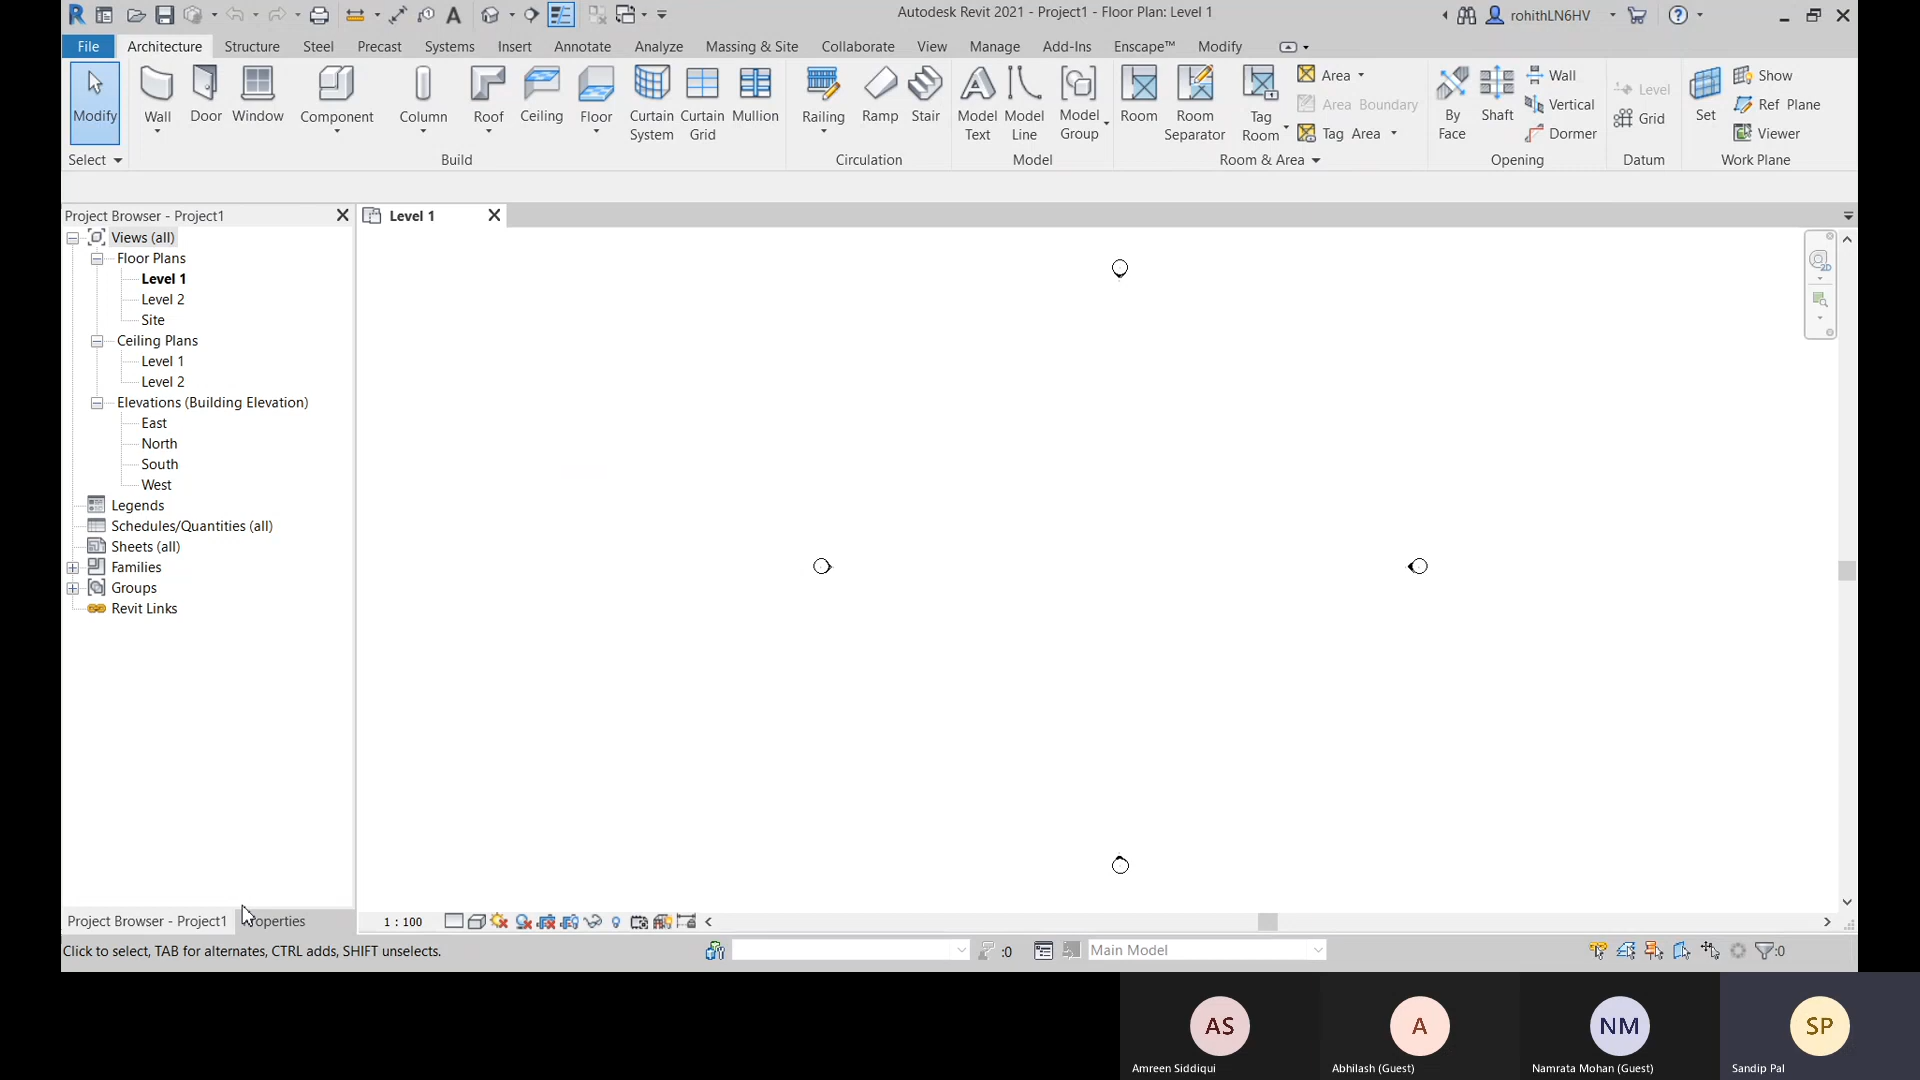 Autodesk Revit 2021 - Project1 - Floor Plan: Level 1
rohithLN6HV
File Architecture Structure Steel Precast Systems Insert Annotate Analyze Massing & Site Collaborate View Manage Add-Ins Enscape™ Modify
Modify
Select
Wall Door Window Component Column Roof Ceiling Floor Curtain System Curtain Grid Mullion
Build
Railing Ramp Stair
Circulation
Model Text Model Line Model Group
Model
Room Room Separator Tag Room
Area
Area Boundary
Tag Area
Room & Area
By Face Shaft
Wall
Vertical
Dormer
Opening
Level
Grid
Datum
Set
Show
Ref Plane
Viewer
Work Plane
Project Browser - Project1
Level 1
Views (all)
Floor Plans
Level 1
Level 2
Site
Ceiling Plans
Level 1
Level 2
Elevations (Building Elevation)
East
North
South
West
Legends
Schedules/Quantities (all)
Sheets (all)
Families
Groups
Revit Links
2D
Project Browser - Project1
operties
1 : 100
Click to select, TAB for alternates, CTRL adds, SHIFT unselects.
:0
Main Model
:0
AS
A
NM
SP
Amreen Siddiqui
Abhilash (Guest)
Namrata Mohan (Guest)
Sandip Pal